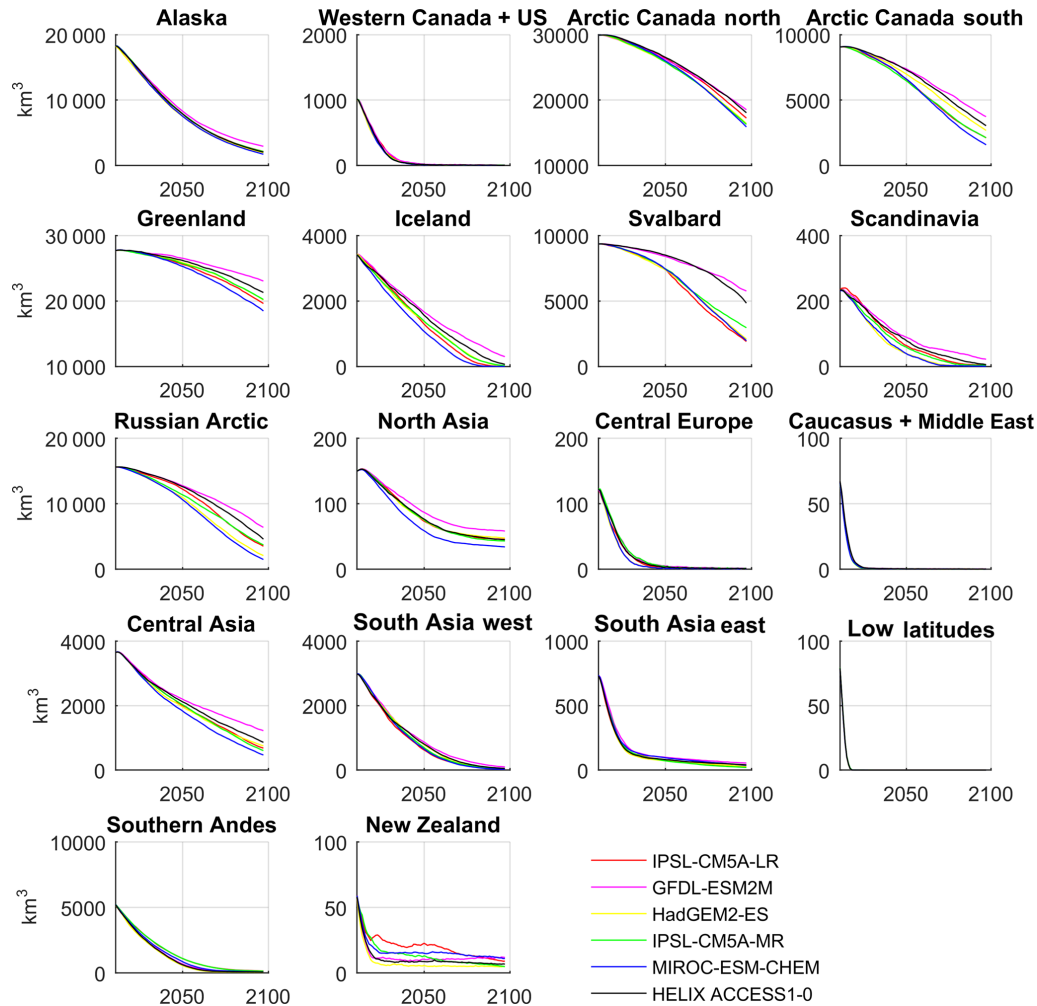 Alaska
Western Canada + US
Arctic Canada north
Arctic Canada south
20 000
10 000
0
km³
2050 2100
2000
1000
0
2050 2100
30000
20000
10000
2050 2100
10000
5000
0
2050 2100
Greenland
Iceland
Svalbard
Scandinavia
30 000
20 000
10 000
km³
2050 2100
4000
2000
0
2050 2100
10000
5000
0
2050 2100
400
200
0
2050 2100
Russian Arctic
North Asia
Central Europe
Caucasus + Middle East
20 000
10 000
0
km³
2050 2100
200
100
0
2050 2100
200
100
0
2050 2100
100
50
0
2050 2100
Central Asia
South Asia west
South Asia east
Low latitudes
4000
2000
0
km³
2050 2100
4000
2000
0
2050 2100
1000
500
0
2050 2100
100
50
0
2050 2100
Southern Andes
New Zealand
10000
5000
0
km³
2050 2100
100
50
0
2050 2100
IPSL-CM5A-LR
GFDL-ESM2M
HadGEM2-ES
IPSL-CM5A-MR
MIROC-ESM-CHEM
HELIX ACCESS1-0